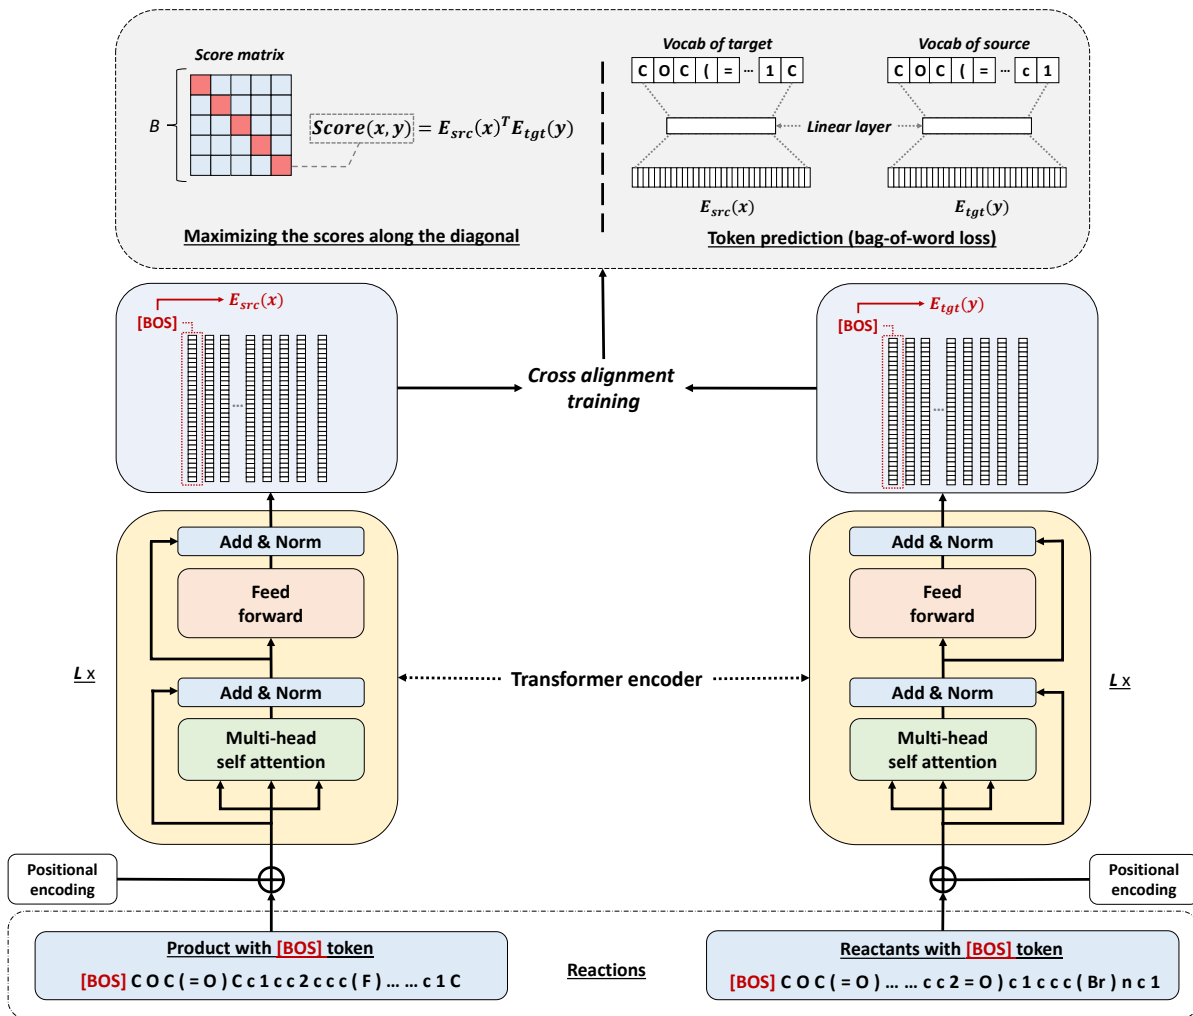 Score matrix
B
Score(x, y) = E_src(x)^T E_tgt(y)
Maximizing the scores along the diagonal
Vocab of target
C O C ( = ... 1 C
Vocab of source
C O C ( = ... c 1
Linear layer
E_src(x)
E_tgt(y)
Token prediction (bag-of-word loss)
E_src(x)
[BOS]
...
Cross alignment
training
E_tgt(y)
[BOS]
...
Add & Norm
Feed
forward
L x
Add & Norm
Multi-head
self attention
Transformer encoder
Add & Norm
Feed
forward
Add & Norm
L x
Multi-head
self attention
Positional
encoding
Positional
encoding
Product with [BOS] token
[BOS] C O C ( = O ) C c 1 c c 2 c c c ( F ) ... ... c 1 C
Reactions
Reactants with [BOS] token
[BOS] C O C ( = O ) ... ... c c 2 = O ) c 1 c c c ( Br ) n c 1